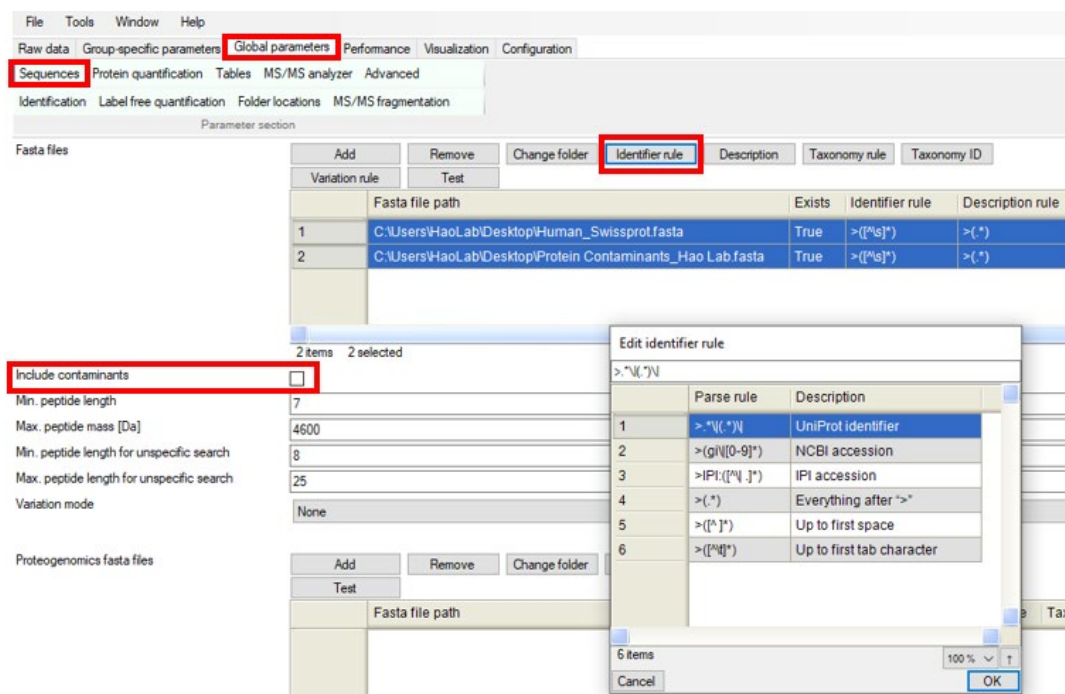 File Tools Window Help
Raw data Group-specific parameters Global parameters Performance Visualization Configuration
Sequences Protein quantification Tables MS/MS analyzer Advanced
Identification Label free quantification Folder locations MS/MS fragmentation
Parameter section
Fasta files
Add Remove Change folder Identifier rule Description Taxonomy rule Taxonomy ID
Variation rule Test
Fasta file path Exists Identifier rule Description rule
1 C:\Users\HaoLab\Desktop\Human_Swissprot.fasta True >([^\s]*) >(.*)
2 C:\Users\HaoLab\Desktop\Protein Contaminants_Hao Lab.fasta True >([^\s]*) >(.*)
2 items 2 selected
Include contaminants
Min. peptide length 7
Max. peptide mass [Da] 4600
Min. peptide length for unspecific search 8
Max. peptide length for unspecific search 25
Variation mode None
Edit identifier rule
>.*\|(.*)\|
Parse rule Description
1 >.*\|(.*)\| UniProt identifier
2 >(gi\|[0-9]*) NCBI accession
3 >IPI:([^\| .]*) IPI accession
4 >(.*) Everything after “>”
5 >([^ ]*) Up to first space
6 >([^\t]*) Up to first tab character
6 items 100 %
Cancel OK
Proteogenomics fasta files
Add Remove Change folder
Test
Fasta file path